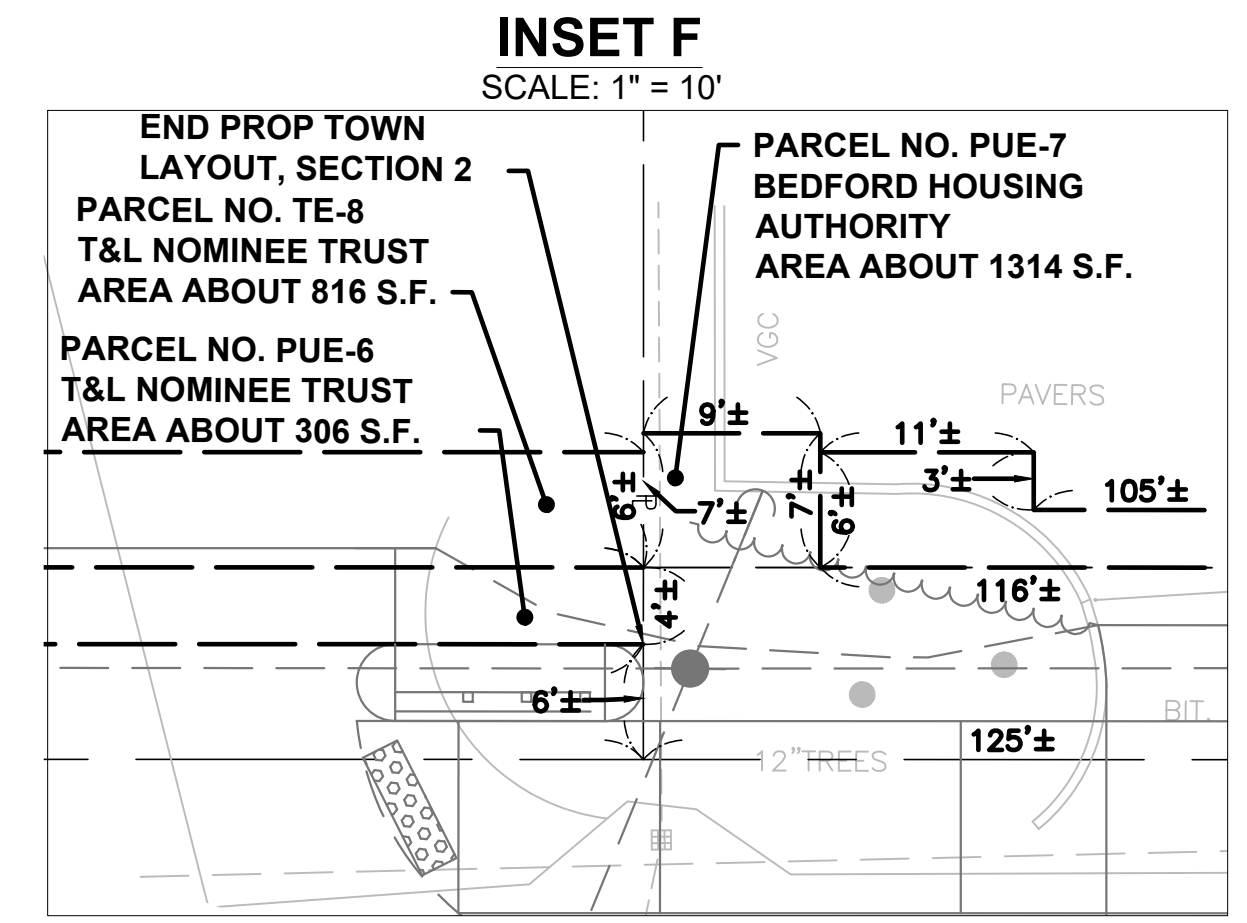 INSET F
SCALE: 1" = 10'
END PROP TOWN
LAYOUT, SECTION 2
PARCEL NO. TE-8
T&L NOMINEE TRUST
AREA ABOUT 816 S.F.
PARCEL NO. PUE-6
T&L NOMINEE TRUST
AREA ABOUT 306 S.F.
PARCEL NO. PUE-7
BEDFORD HOUSING
AUTHORITY
AREA ABOUT 1314 S.F.
VGC
PAVERS
9'±
11'±
3'±
105'±
6'±
7'±
7'±
6'±
4'±
116'±
6'±
BIT.
125'±
12"TREES